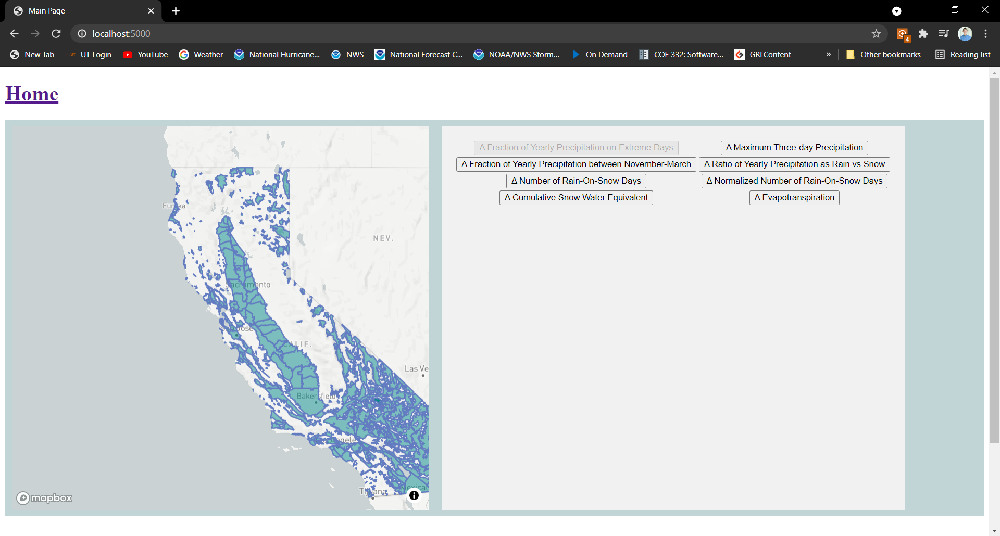 Main Page
localhost:5000
4
New Tab
UT UT Login
YouTube
Weather
National Hurricane...
NWS
National Forecast C...
NOAA/NWS Storm...
On Demand
COE 332: Software...
GRLContent
»
Other bookmarks
Reading list
Home
Δ Fraction of Yearly Precipitation on Extreme Days
Δ Maximum Three-day Precipitation
Δ Fraction of Yearly Precipitation between November-March
Δ Ratio of Yearly Precipitation as Rain vs Snow
Δ Number of Rain-On-Snow Days
Δ Normalized Number of Rain-On-Snow Days
Δ Cumulative Snow Water Equivalent
Δ Evapotranspiration
Eureka
NEV.
Sacramento
San Jose
CALIF.
Las Ve
Bakersfield
Angele
Tijuana
Mexical
mapbox